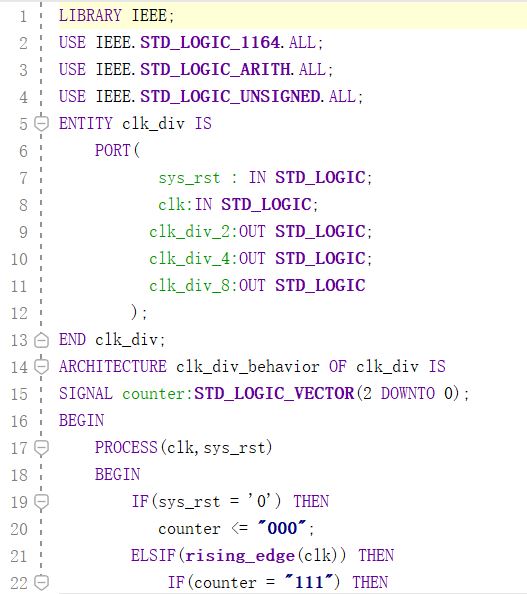 1 LIBRARY IEEE;
2 USE IEEE.STD_LOGIC_1164.ALL;
3 USE IEEE.STD_LOGIC_ARITH.ALL;
4 USE IEEE.STD_LOGIC_UNSIGNED.ALL;
5 ENTITY clk_div IS
6 PORT(
7 sys_rst : IN STD_LOGIC;
8 clk:IN STD_LOGIC;
9 clk_div_2:OUT STD_LOGIC;
10 clk_div_4:OUT STD_LOGIC;
11 clk_div_8:OUT STD_LOGIC
12 );
13 END clk_div;
14 ARCHITECTURE clk_div_behavior OF clk_div IS
15 SIGNAL counter:STD_LOGIC_VECTOR(2 DOWNTO 0);
16 BEGIN
17 PROCESS(clk,sys_rst)
18 BEGIN
19 IF(sys_rst = '0') THEN
20 counter <= "000";
21 ELSIF(rising_edge(clk)) THEN
22 IF(counter = "111") THEN